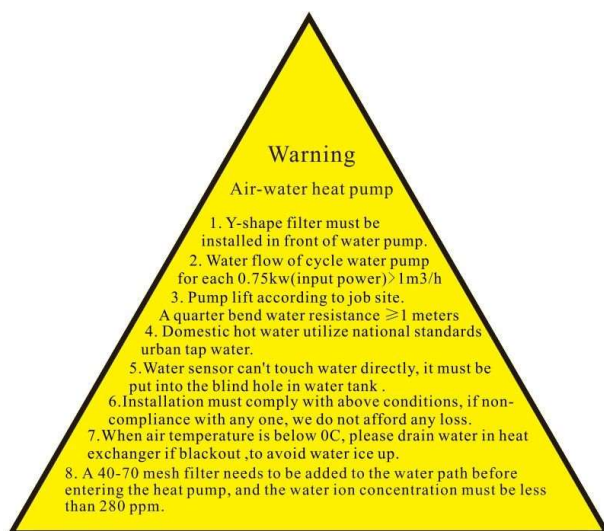 Warning
Air-water heat pump
1. Y-shape filter must be
installed in front of water pump.
2. Water flow of cycle water pump
for each 0.75kw(input power)>1m3/h
3. Pump lift according to job site.
A quarter bend water resistance ≥1 meters
4. Domestic hot water utilize national standards
urban tap water.
5.Water sensor can't touch water directly, it must be
put into the blind hole in water tank .
6.Installation must comply with above conditions, if non-
compliance with any one, we do not afford any loss.
7.When air temperature is below 0C, please drain water in heat
exchanger if blackout ,to avoid water ice up.
8. A 40-70 mesh filter needs to be added to the water path before
entering the heat pump, and the water ion concentration must be less
than 280 ppm.